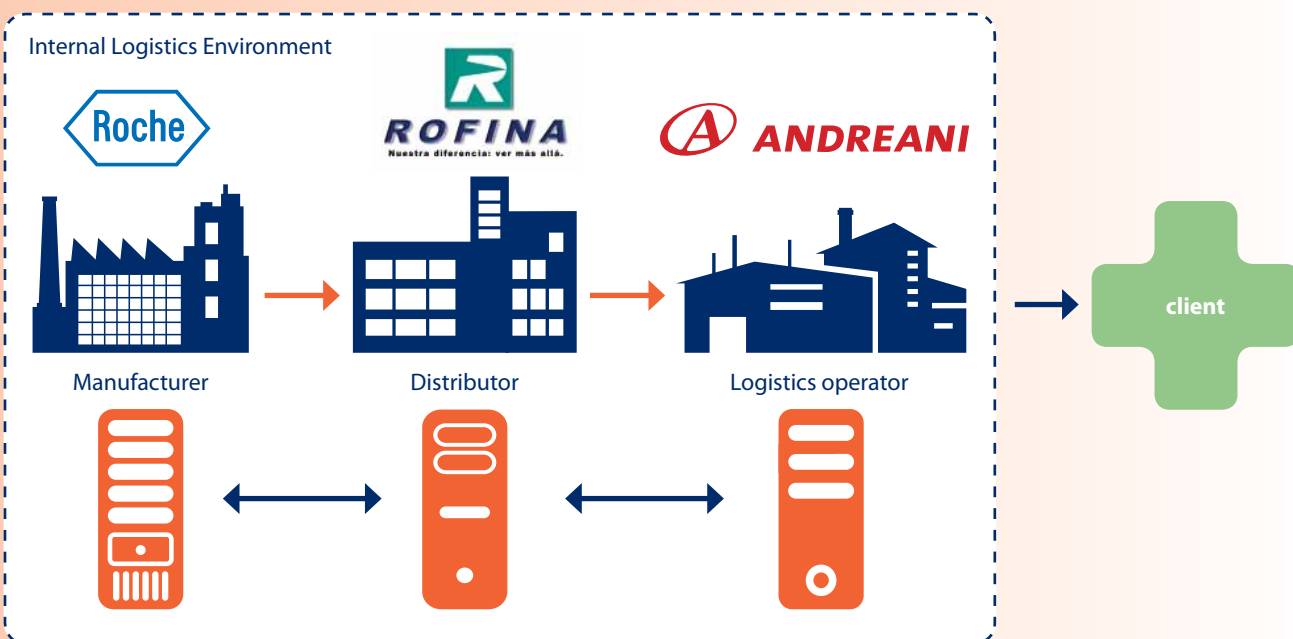 Internal Logistics Environment
Roche
R
ROFINA
Nuestra diferencia: ver más allá.
A ANDREANI
client
Manufacturer
Distributor
Logistics operator